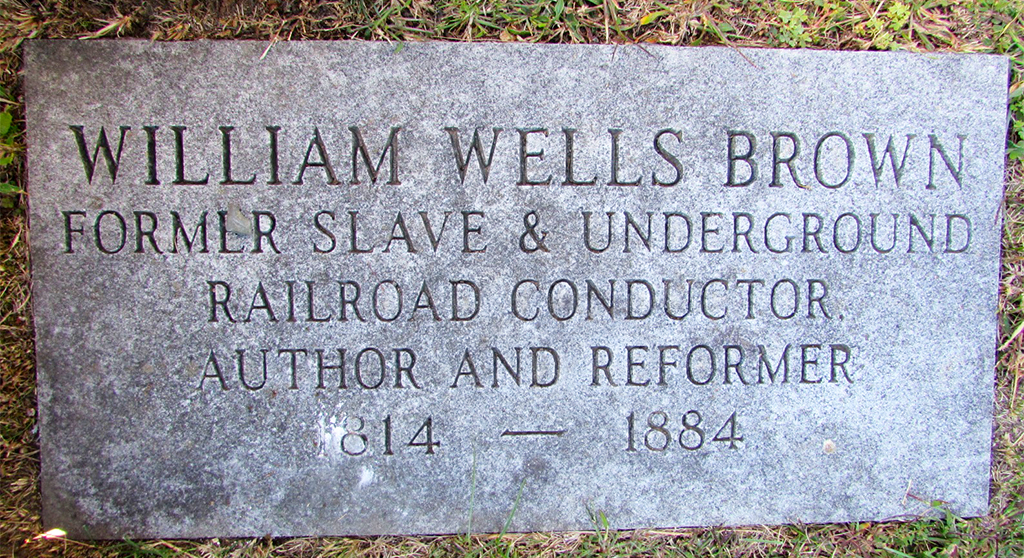 WILLIAM WELLS BROWN
FORMER SLAVE & UNDERGROUND
RAILROAD CONDUCTOR.
AUTHOR AND REFORMER
1814 — 1884